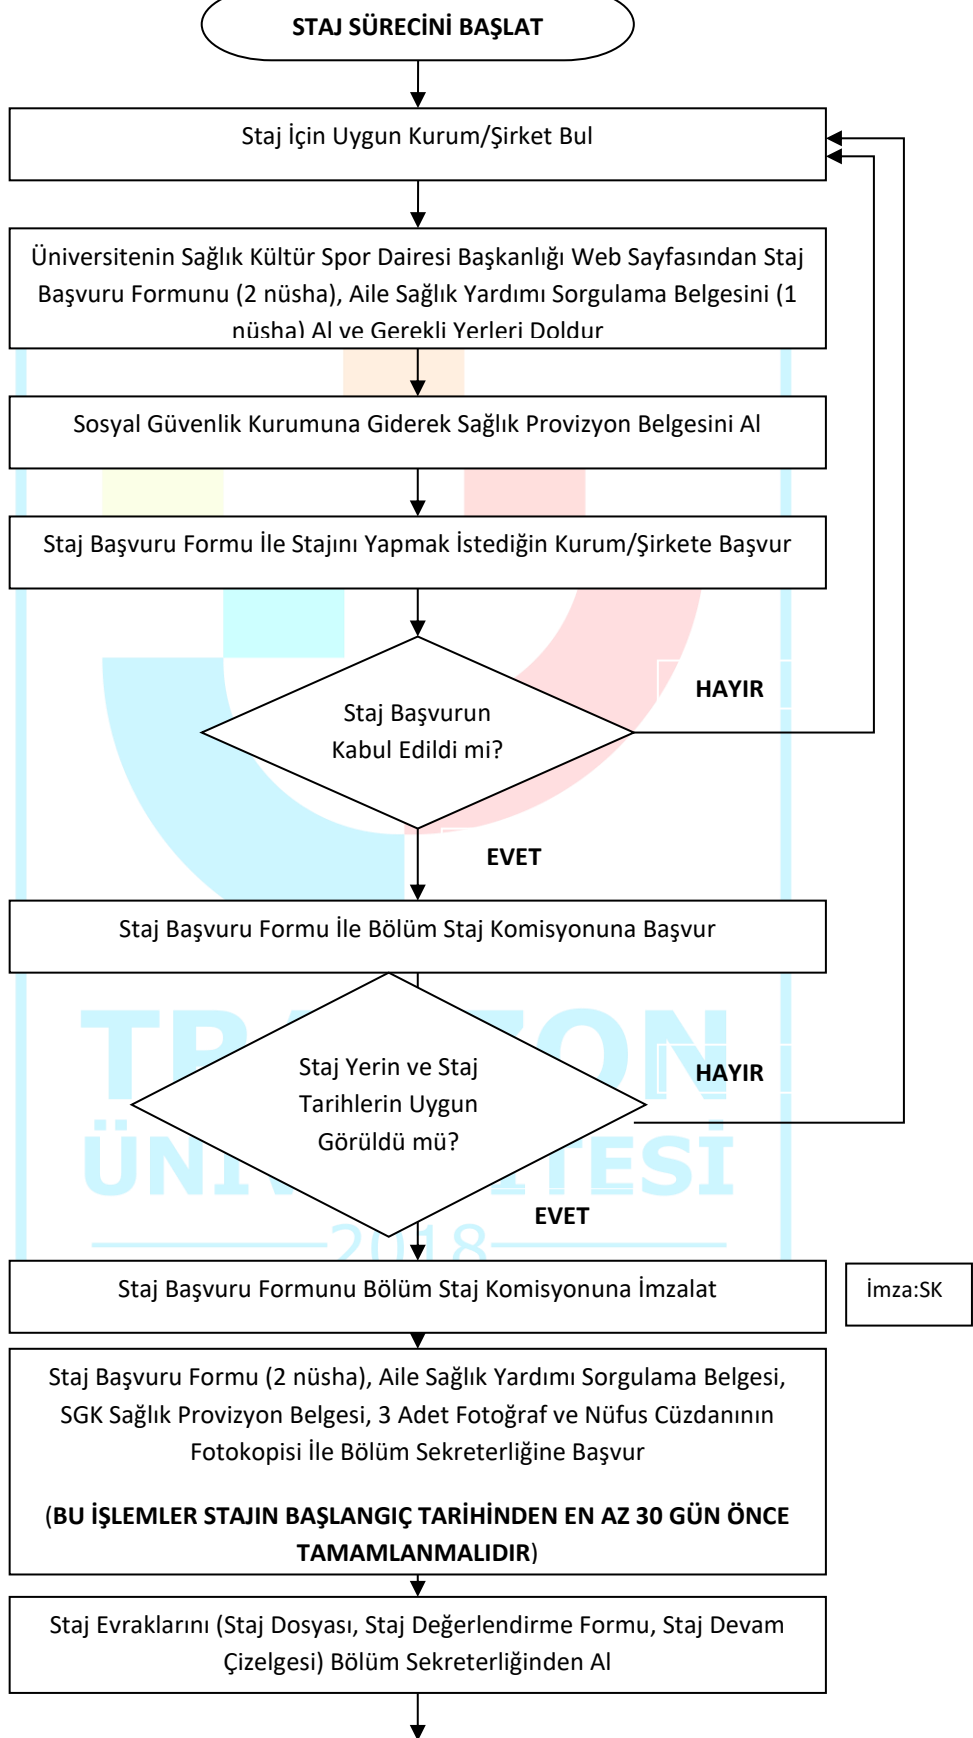 STAJ SÜRECİNİ BAŞLAT
Staj İçin Uygun Kurum/Şirket Bul
Üniversitenin Sağlık Kültür Spor Dairesi Başkanlığı Web Sayfasından Staj
Başvuru Formunu (2 nüsha), Aile Sağlık Yardımı Sorgulama Belgesini (1
nüsha) Al ve Gerekli Yerleri Doldur
Sosyal Güvenlik Kurumuna Giderek Sağlık Provizyon Belgesini Al
Staj Başvuru Formu İle Stajını Yapmak İstediğin Kurum/Şirkete Başvur
Staj Başvurun
Kabul Edildi mi?
HAYIR
EVET
Staj Başvuru Formu İle Bölüm Staj Komisyonuna Başvur
Staj Yerin ve Staj
Tarihlerin Uygun
Görüldü mü?
HAYIR
EVET
2018
Staj Başvuru Formunu Bölüm Staj Komisyonuna İmzalat
İmza:SK
Staj Başvuru Formu (2 nüsha), Aile Sağlık Yardımı Sorgulama Belgesi,
SGK Sağlık Provizyon Belgesi, 3 Adet Fotoğraf ve Nüfus Cüzdanının
Fotokopisi İle Bölüm Sekreterliğine Başvur
(BU İŞLEMLER STAJIN BAŞLANGIÇ TARİHİNDEN EN AZ 30 GÜN ÖNCE
TAMAMLANMALIDIR)
Staj Evraklarını (Staj Dosyası, Staj Değerlendirme Formu, Staj Devam
Çizelgesi) Bölüm Sekreterliğinden Al